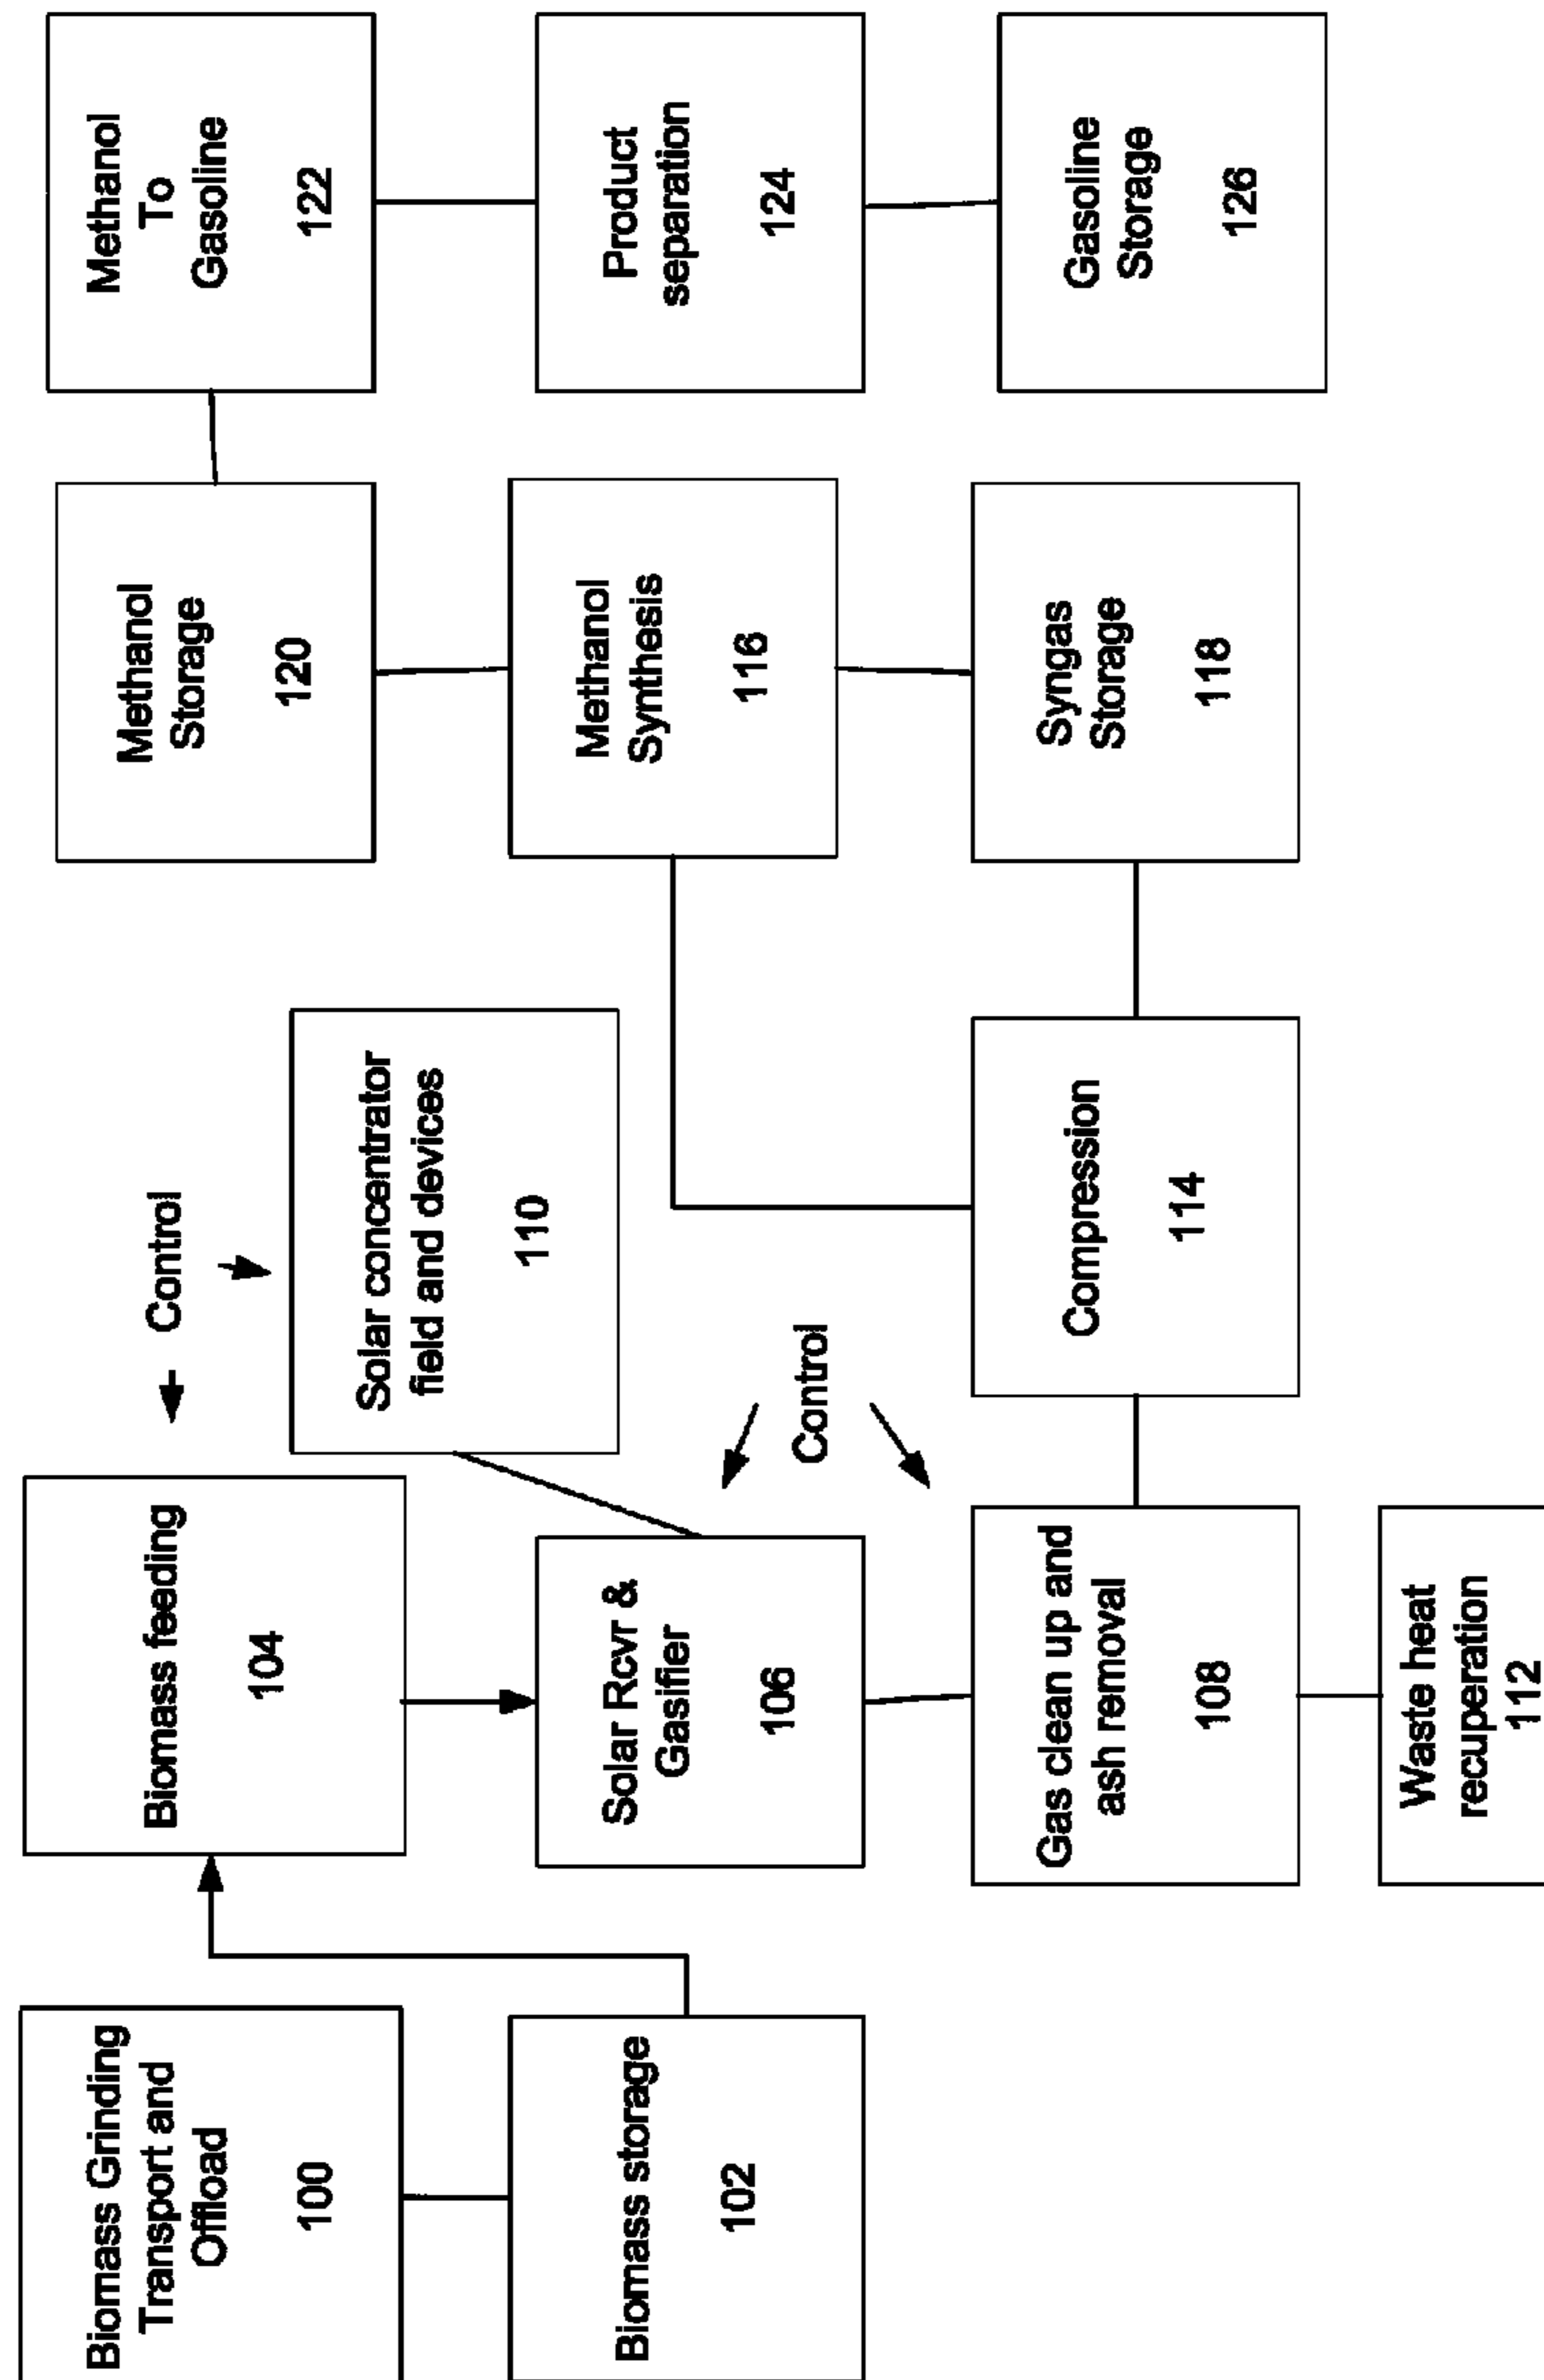 Biomass Grinding
Transport and
Offload
100
Biomass storage
102
Biomass feeding
104
Control
Solar Rcvr &
Gasifier
106
Solar concentrator
field and devices
110
Control
Gas clean up and
ash removal
108
Waste heat
recuperation
112
Compression
114
Methanol
Storage
120
Methanol
Synthesis
116
Syngas
Storage
118
Methanol
To
Gasoline
122
Product
separation
124
Gasoline
Storage
126